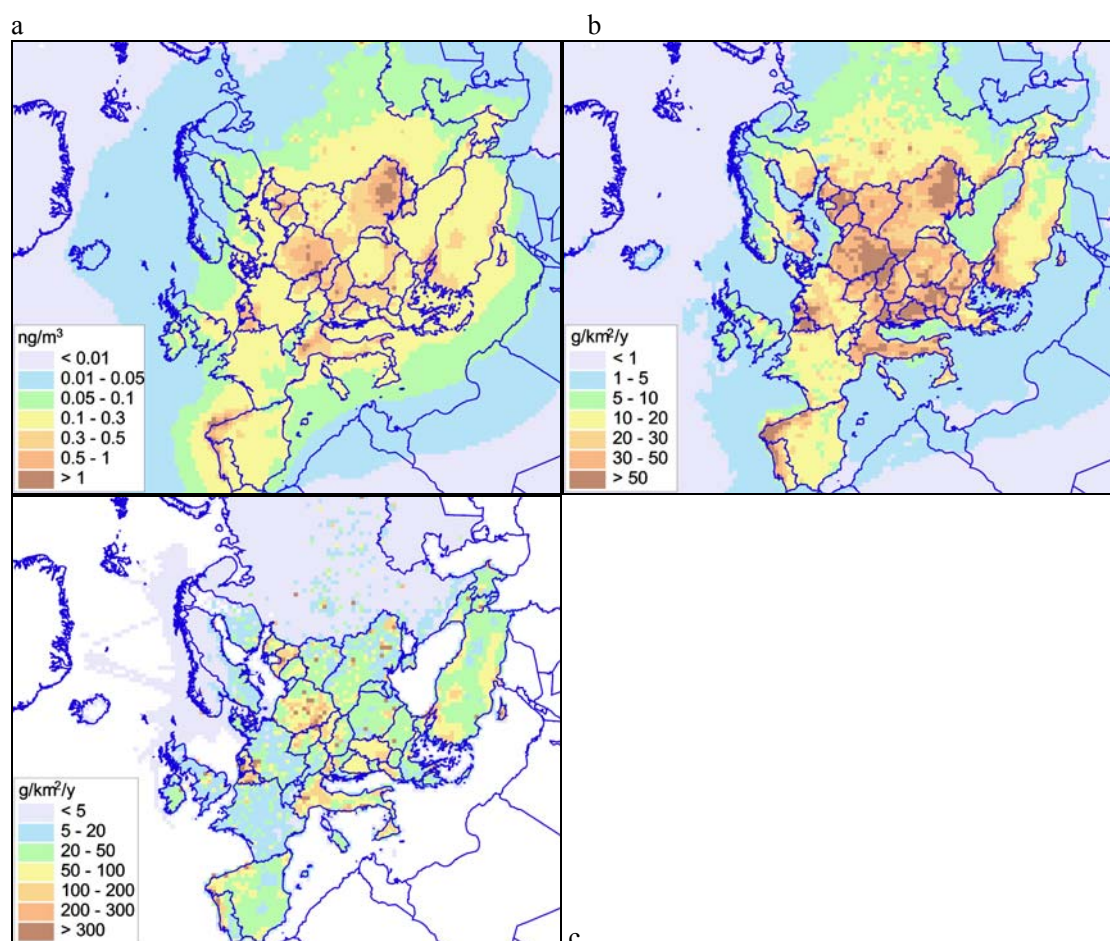 a
b
ng/m³
< 0.01
0.01 - 0.05
0.05 - 0.1
0.1 - 0.3
0.3 - 0.5
0.5 - 1
> 1
g/km²/y
< 1
1 - 5
5 - 10
10 - 20
20 - 30
30 - 50
> 50
g/km²/y
< 5
5 - 20
20 - 50
50 - 100
100 - 200
200 - 300
> 300
c